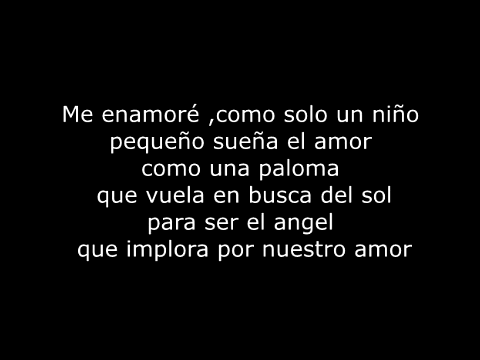 Me enamoré ,como solo un niño
pequeño sueña el amor
como una paloma
que vuela en busca del sol
para ser el angel
que implora por nuestro amor